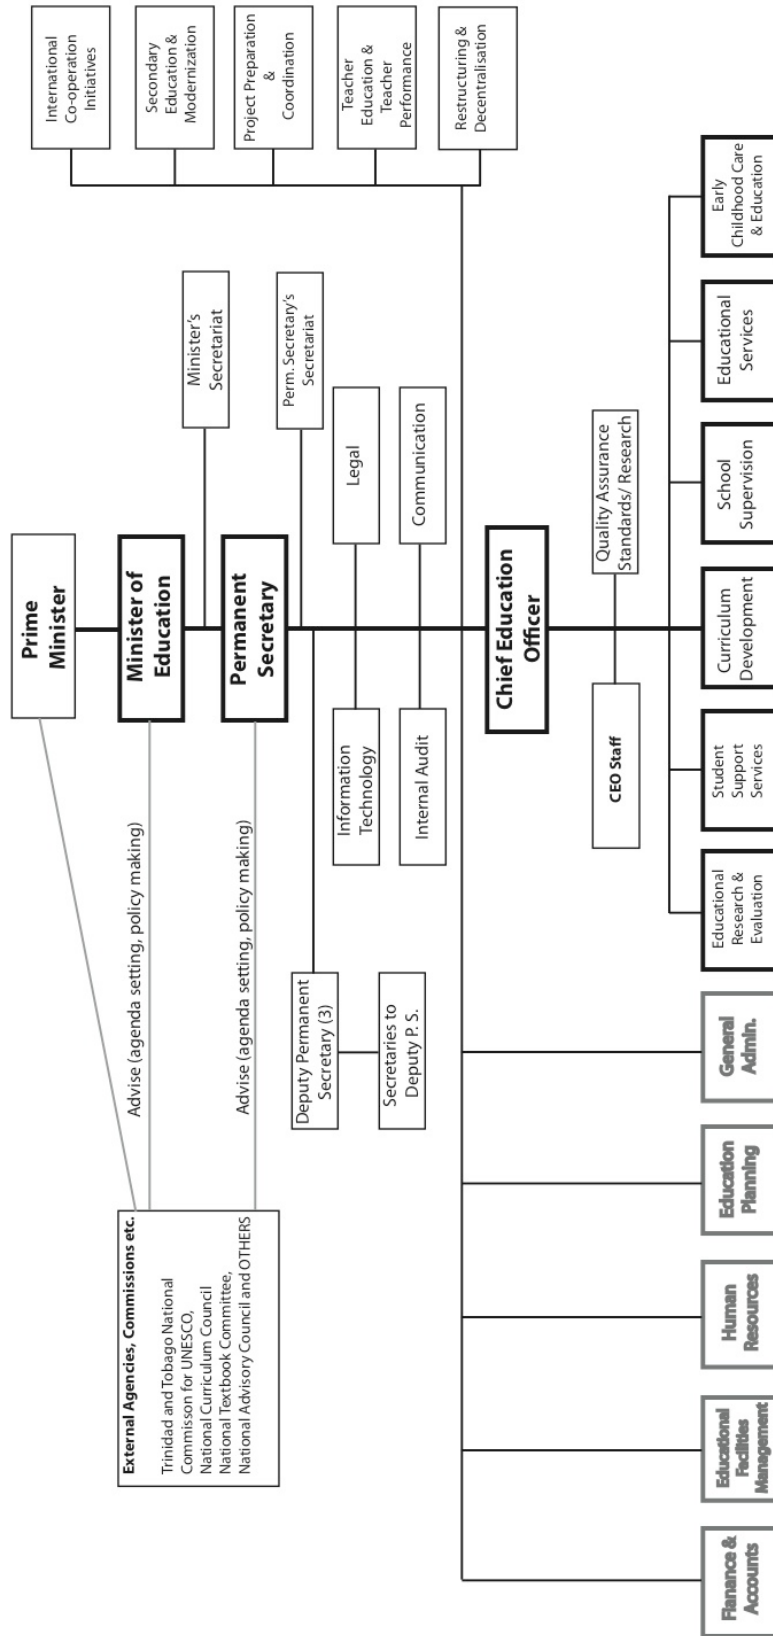 Prime
Minister
Minister of
Education
Permanent
Secretary
Minister's
Secretariat
Perm. Secretary's
Secretariat
External Agencies, Commissions etc.
Trinidad and Tobago National
Commisson for UNESCO,
National Curriculum Council
National Textbook Committee,
National Advisory Council and OTHERS
Advise (agenda setting, policy making)
Advise (agenda setting, policy making)
Deputy Permanent
Secretary (3)
Secretaries to
Deputy P. S.
Information
Technology
Legal
Internal Audit
Communication
International
Co-operation
Initiatives
Secondary
Education &
Modernization
Project Preparation
&
Coordination
Teacher
Education &
Teacher
Performance
Restructuring &
Decentralisation
Chief Education
Officer
CEO Staff
Quality Assurance
Standards/ Research
Fianance &
Accounts
Educational
Facilities
Management
Human
Resources
Education
Planning
General
Admin.
Educational
Research &
Evaluation
Student
Support
Services
Curriculum
Development
School
Supervision
Educational
Services
Early
Childhood Care
& Education